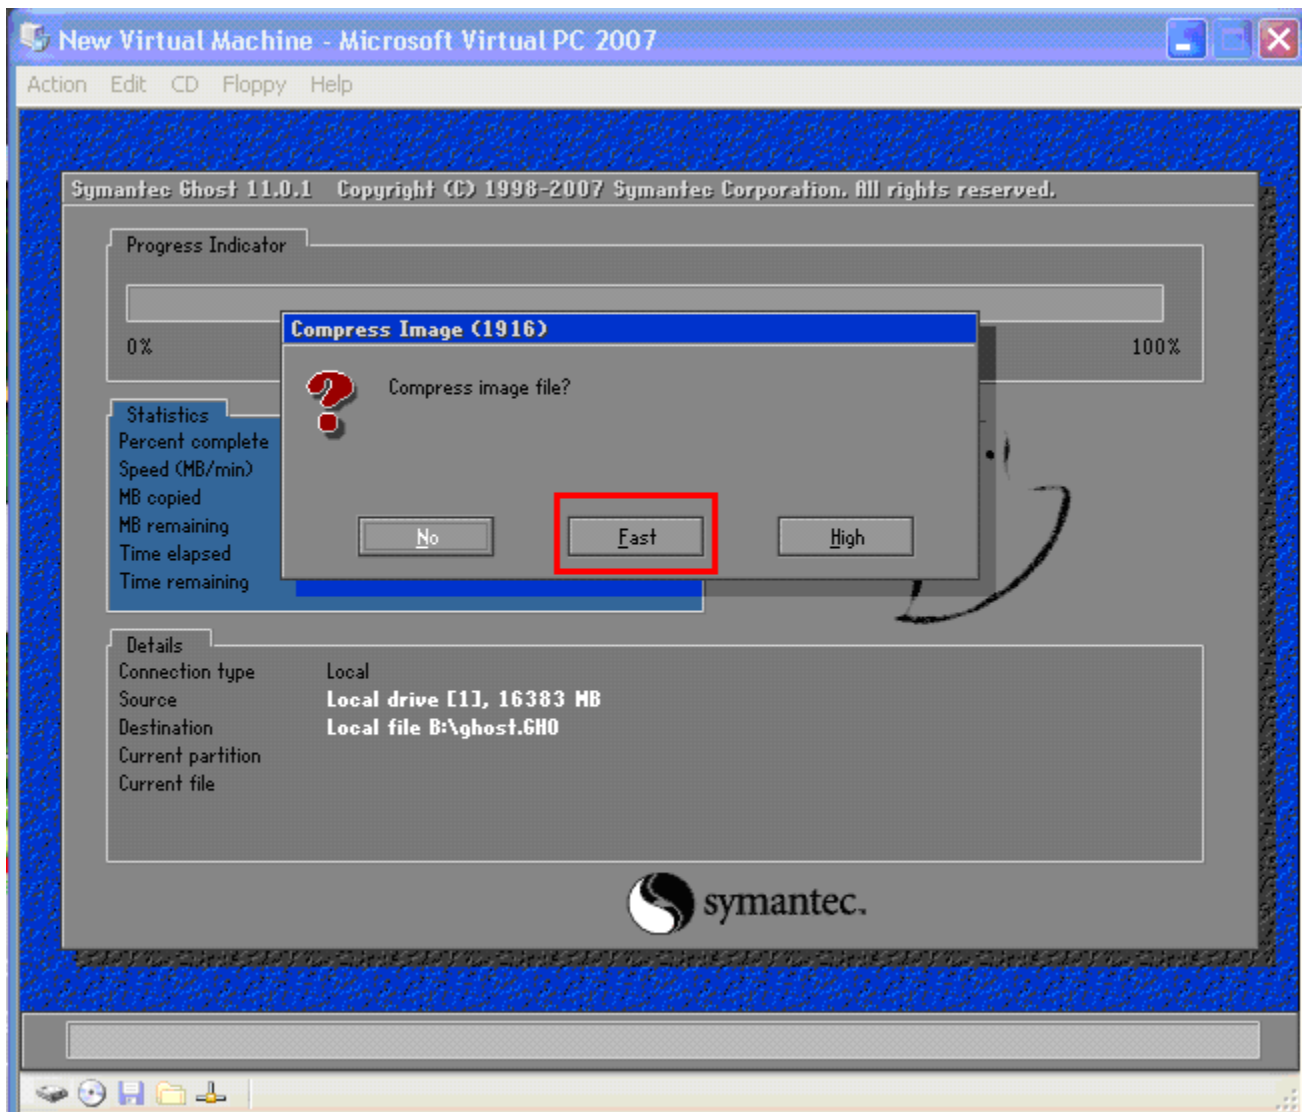 New Virtual Machine - Microsoft Virtual PC 2007
Action Edit CD Floppy Help
Symantec Ghost 11.0.1 Copyright (C) 1998-2007 Symantec Corporation. All rights reserved.
Progress Indicator
0% 100%
Compress Image (1916)
Compress image file?
No Fast High
Statistics
Percent complete
Speed (MB/min)
MB copied
MB remaining
Time elapsed
Time remaining
Details
Connection type Local
Source Local drive [1], 16383 MB
Destination Local file B:\ghost.GHO
Current partition
Current file
symantec.